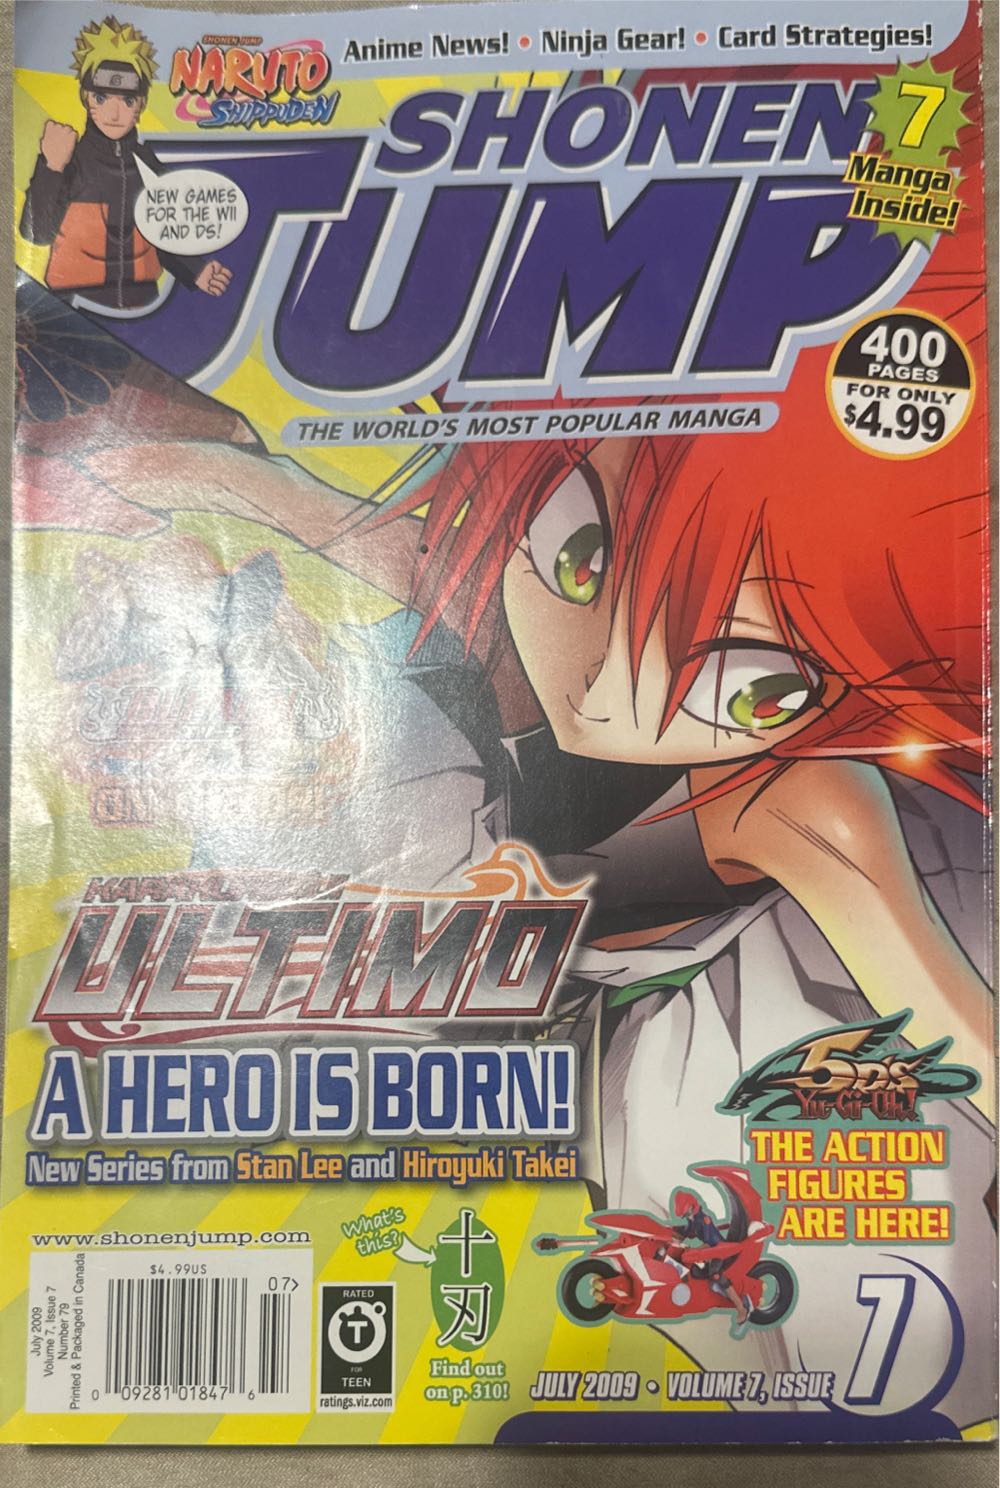 SHONEN JUMP
NARUTO
SHIPPUDEN
Anime News! • Ninja Gear! • Card Strategies!
NEW GAMES
FOR THE WII
AND DS!
SHONEN
JUMP
7
Manga
Inside!
400
PAGES
FOR ONLY
$4.99
THE WORLD'S MOST POPULAR MANGA
ULTIMO
A HERO IS BORN!
New Series from Stan Lee and Hiroyuki Takei
5D's
Yu-Gi-Oh!
THE ACTION
FIGURES
ARE HERE!
www.shonenjump.com
What's
this?
十刃
Find out
on p. 310!
$4.99US
07>
0 09281 01847 6
July 2009
Volume 7, Issue 7
Number 79
Printed & Packaged in Canada
RATED
T
FOR
TEEN
ratings.viz.com
JULY 2009 • VOLUME 7, ISSUE 7